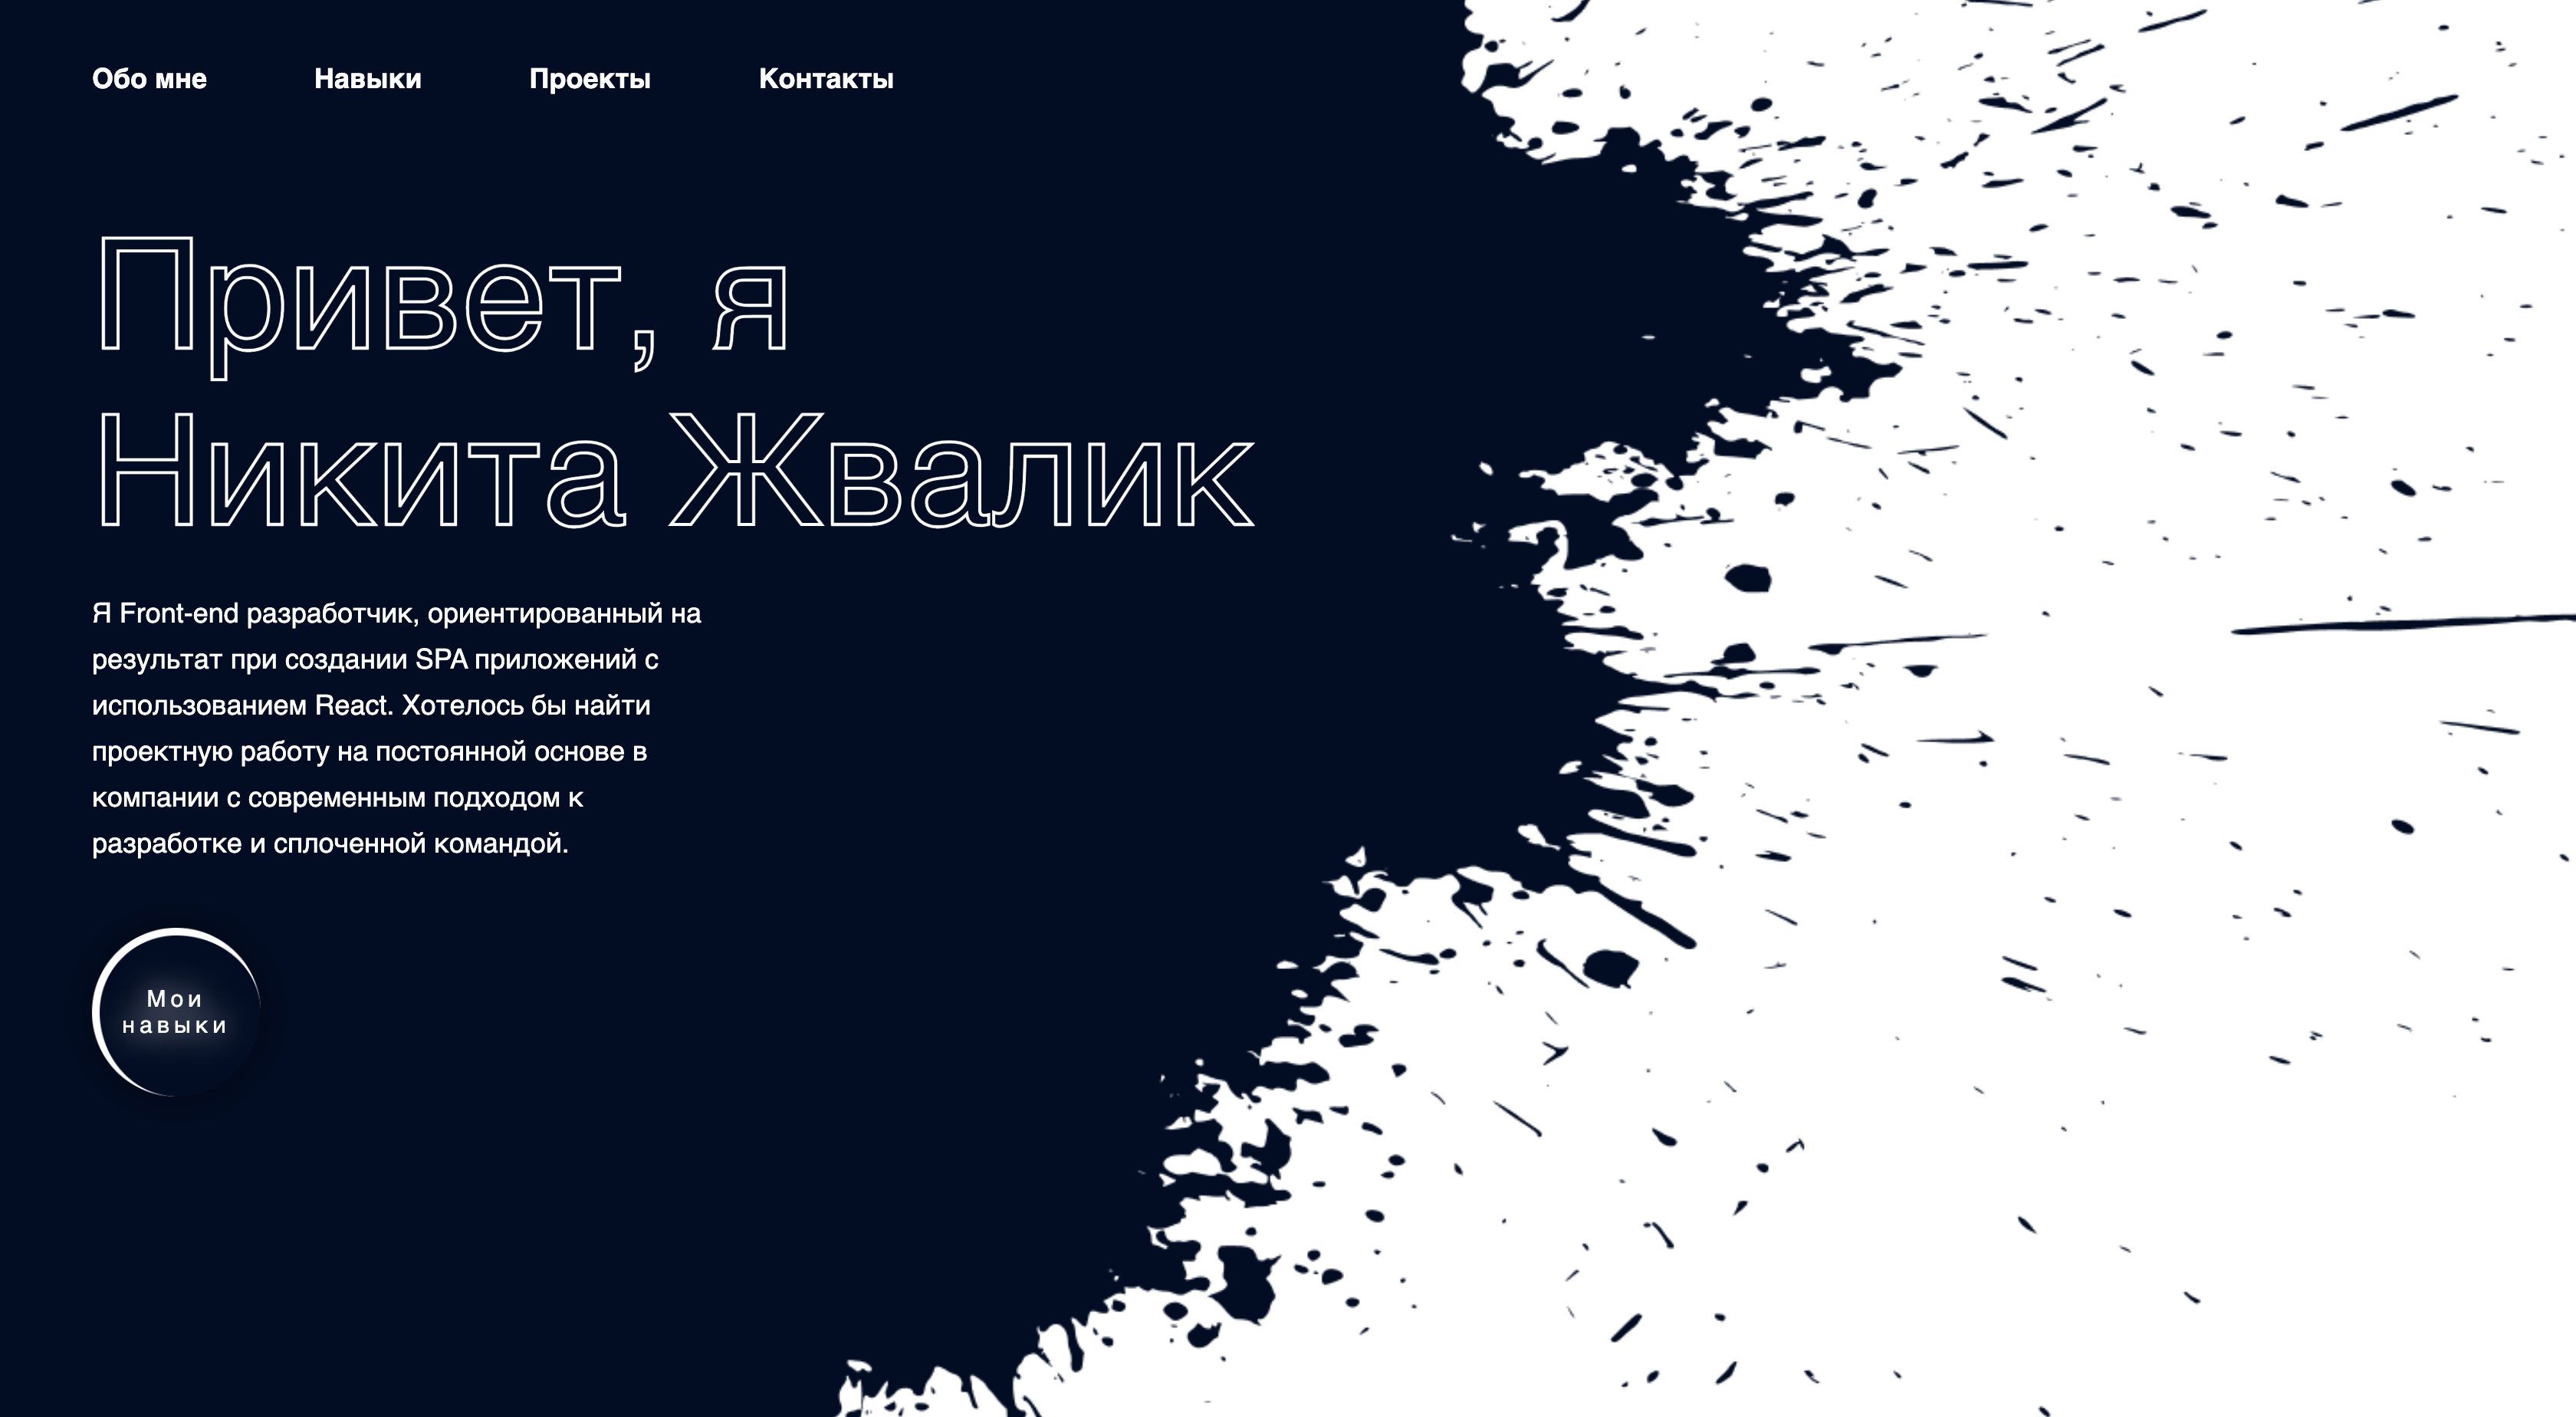 Обо мне Навыки Проекты Контакты
Привет, я
Никита Жвалик
Я Front-end разработчик, ориентированный на
результат при создании SPA приложений с
использованием React. Хотелось бы найти
проектную работу на постоянной основе в
компании с современным подходом к
разработке и сплоченной командой.
Мои
навыки